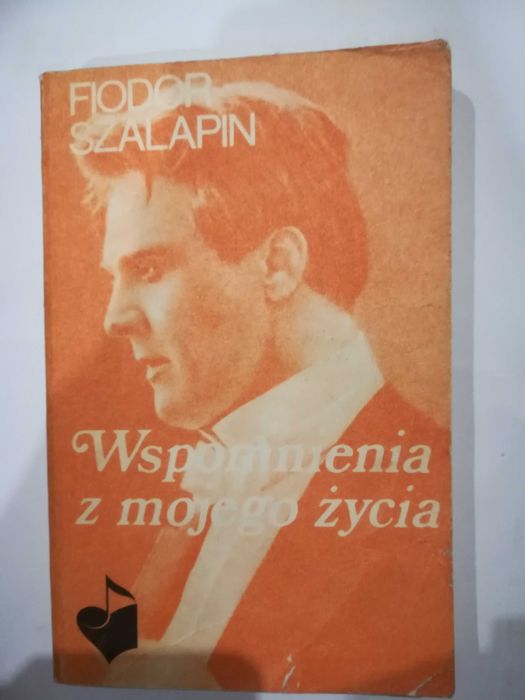 FIODOR
SZALAPIN
Wspomnienia
z mojego życia